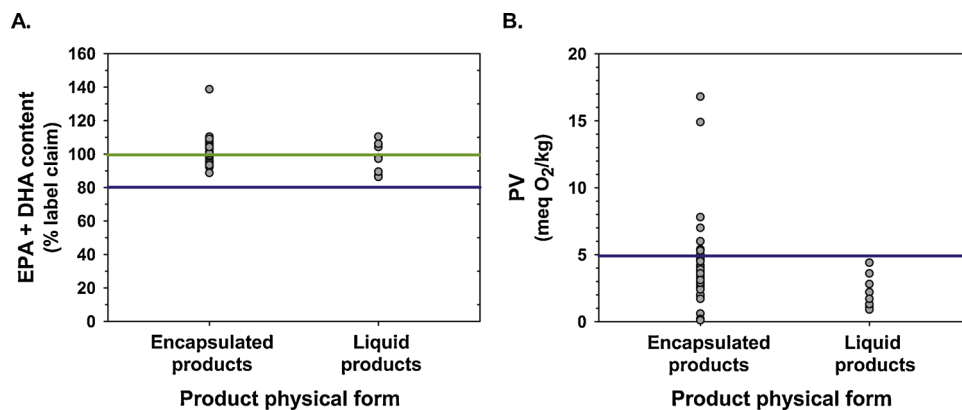 A.
EPA + DHA content
(% label claim)
160
140
120
100
80
60
40
20
0
Encapsulated
products
Liquid
products
Product physical form
B.
PV
(meq O₂/kg)
20
15
10
5
0
Encapsulated
products
Liquid
products
Product physical form